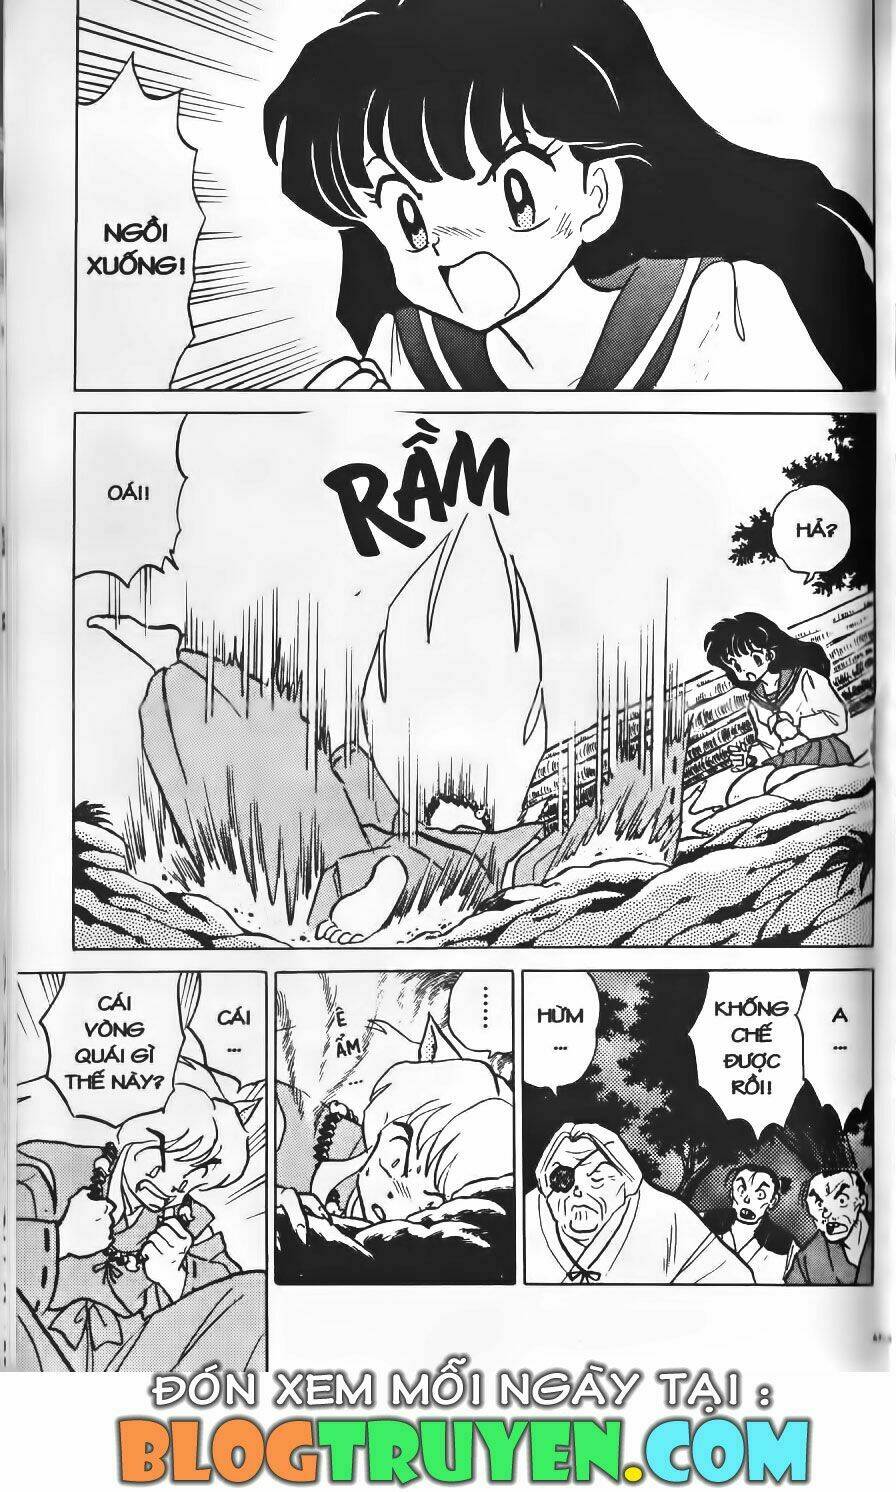 NGỒI
XUỐNG!
HẢ?
RẦM
OÁI!
A
...
KHỐNG
CHẾ
ĐƯỢC
RỒI!
HỪM
...
......
Ê
ẨM
...
CÁI
...
CÁI
VÒNG
QUÁI GÌ
THẾ NÀY?
ĐÓN XEM MỖI NGÀY TẠI :
BLOGTRUYEN.COM